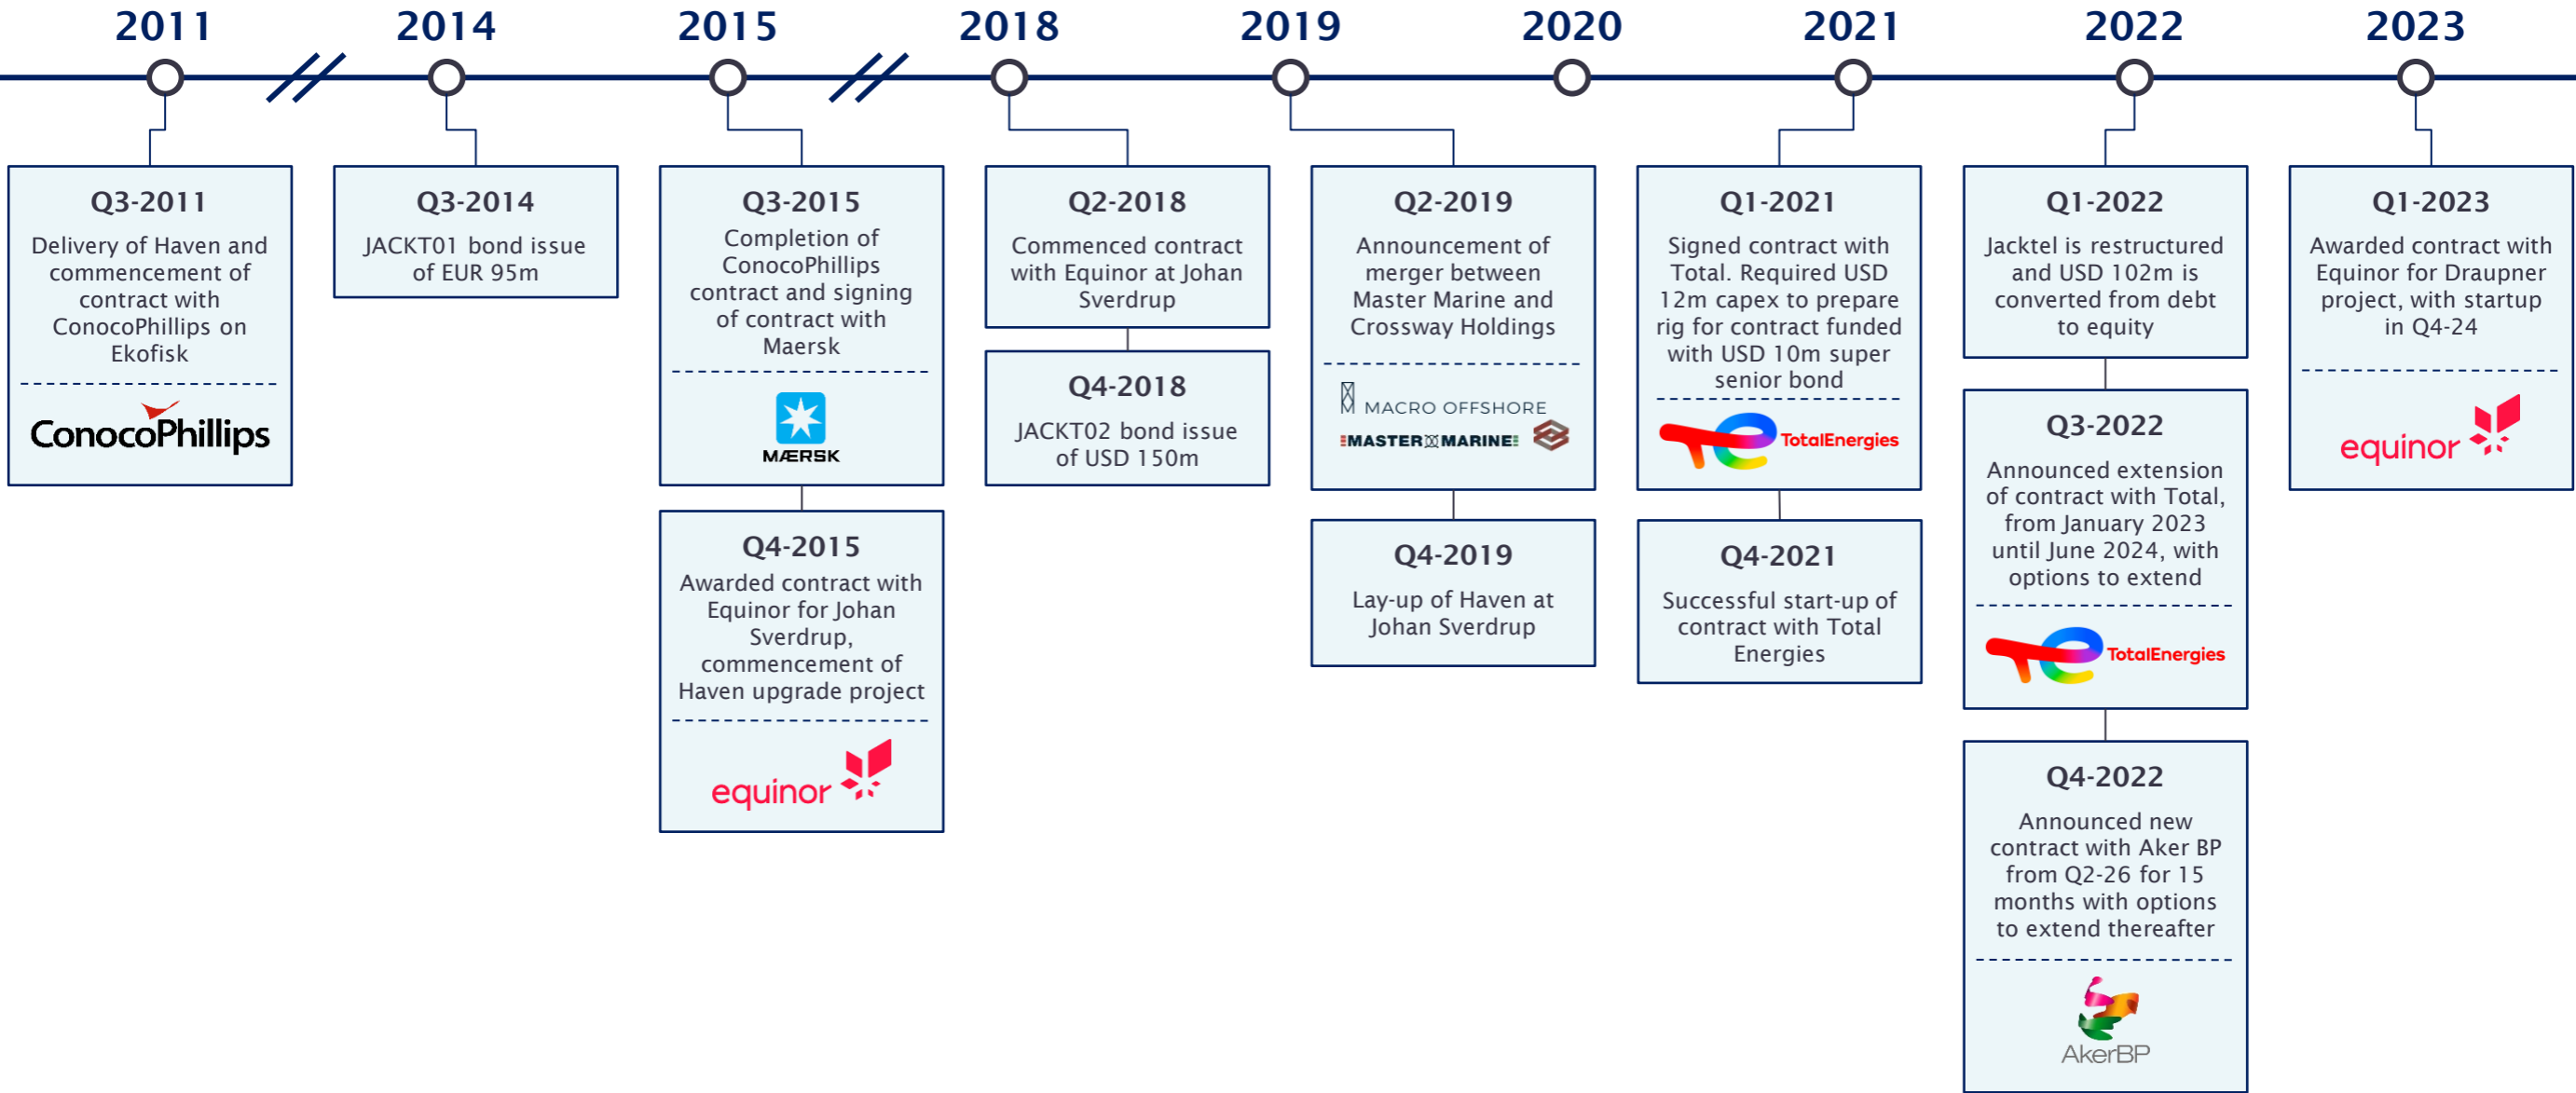 2011
2014
2015
2018
2019
2020
2021
2022
2023
Q3-2011
Delivery of Haven and
commencement of
contract with
ConocoPhillips on
Ekofisk
ConocoPhillips
Q3-2014
JACKT01 bond issue
of EUR 95m
Q3-2015
Completion of
ConocoPhillips
contract and signing
of contract with
Maersk
MÆRSK
Q4-2015
Awarded contract with
Equinor for Johan
Sverdrup,
commencement of
Haven upgrade project
equinor
Q2-2018
Commenced contract
with Equinor at Johan
Sverdrup
Q4-2018
JACKT02 bond issue
of USD 150m
Q2-2019
Announcement of
merger between
Master Marine and
Crossway Holdings
MACRO OFFSHORE
MASTER MARINE
Q4-2019
Lay-up of Haven at
Johan Sverdrup
Q1-2021
Signed contract with
Total. Required USD
12m capex to prepare
rig for contract funded
with USD 10m super
senior bond
TotalEnergies
Q4-2021
Successful start-up of
contract with Total
Energies
Q1-2022
Jacktel is restructured
and USD 102m is
converted from debt
to equity
Q3-2022
Announced extension
of contract with Total,
from January 2023
until June 2024, with
options to extend
TotalEnergies
Q4-2022
Announced new
contract with Aker BP
from Q2-26 for 15
months with options
to extend thereafter
AkerBP
Q1-2023
Awarded contract with
Equinor for Draupner
project, with startup
in Q4-24
equinor